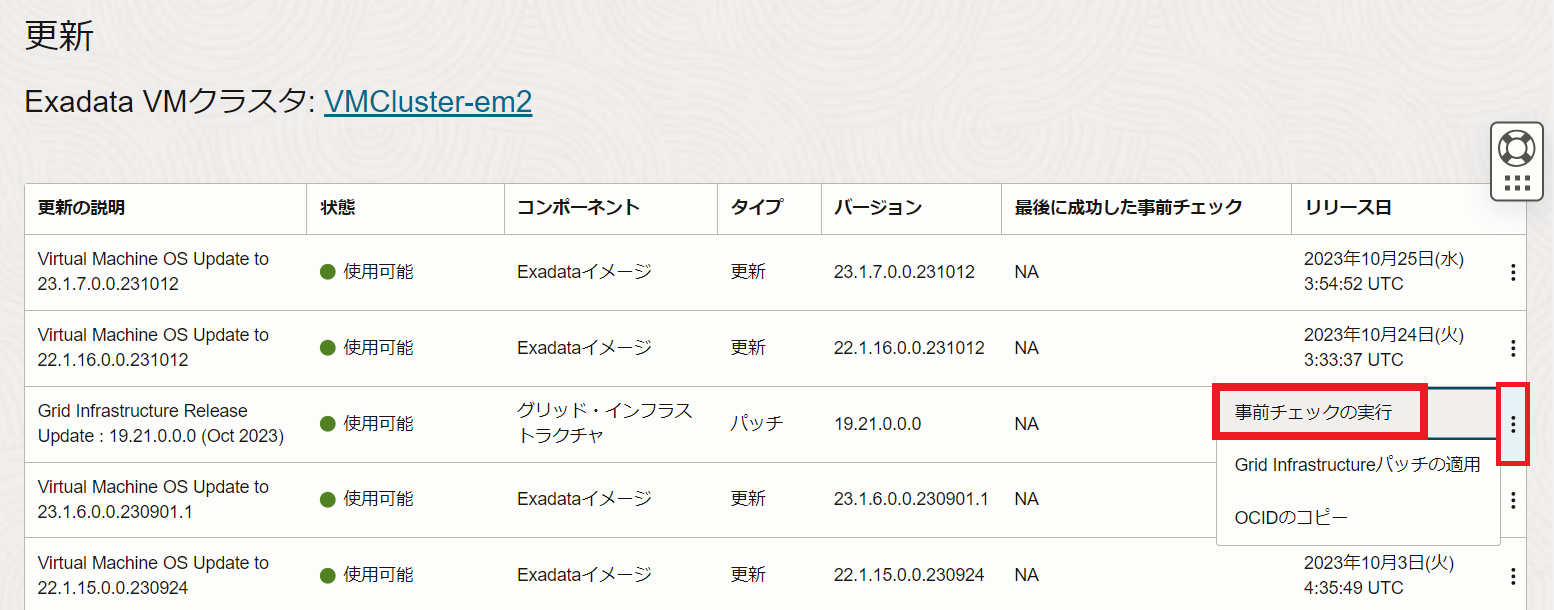 更新
Exadata VMクラスタ: VMCluster-em2
更新の説明 状態 コンポーネント タイプ バージョン 最後に成功した事前チェック リリース日
Virtual Machine OS Update to
23.1.7.0.0.231012
使用可能 Exadataイメージ 更新 23.1.7.0.0.231012 NA
2023年10月25日(水)
3:54:52 UTC
Virtual Machine OS Update to
22.1.16.0.0.231012
使用可能 Exadataイメージ 更新 22.1.16.0.0.231012 NA
2023年10月24日(火)
3:33:37 UTC
Grid Infrastructure Release
Update : 19.21.0.0.0 (Oct 2023)
使用可能
グリッド・インフラス
トラクチャ
パッチ 19.21.0.0.0 NA
事前チェックの実行
Grid Infrastructureパッチの適用
OCIDのコピー
Virtual Machine OS Update to
23.1.6.0.0.230901.1
使用可能 Exadataイメージ 更新 23.1.6.0.0.230901.1 NA
Virtual Machine OS Update to
22.1.15.0.0.230924
使用可能 Exadataイメージ 更新 22.1.15.0.0.230924 NA
2023年10月3日(火)
4:35:49 UTC